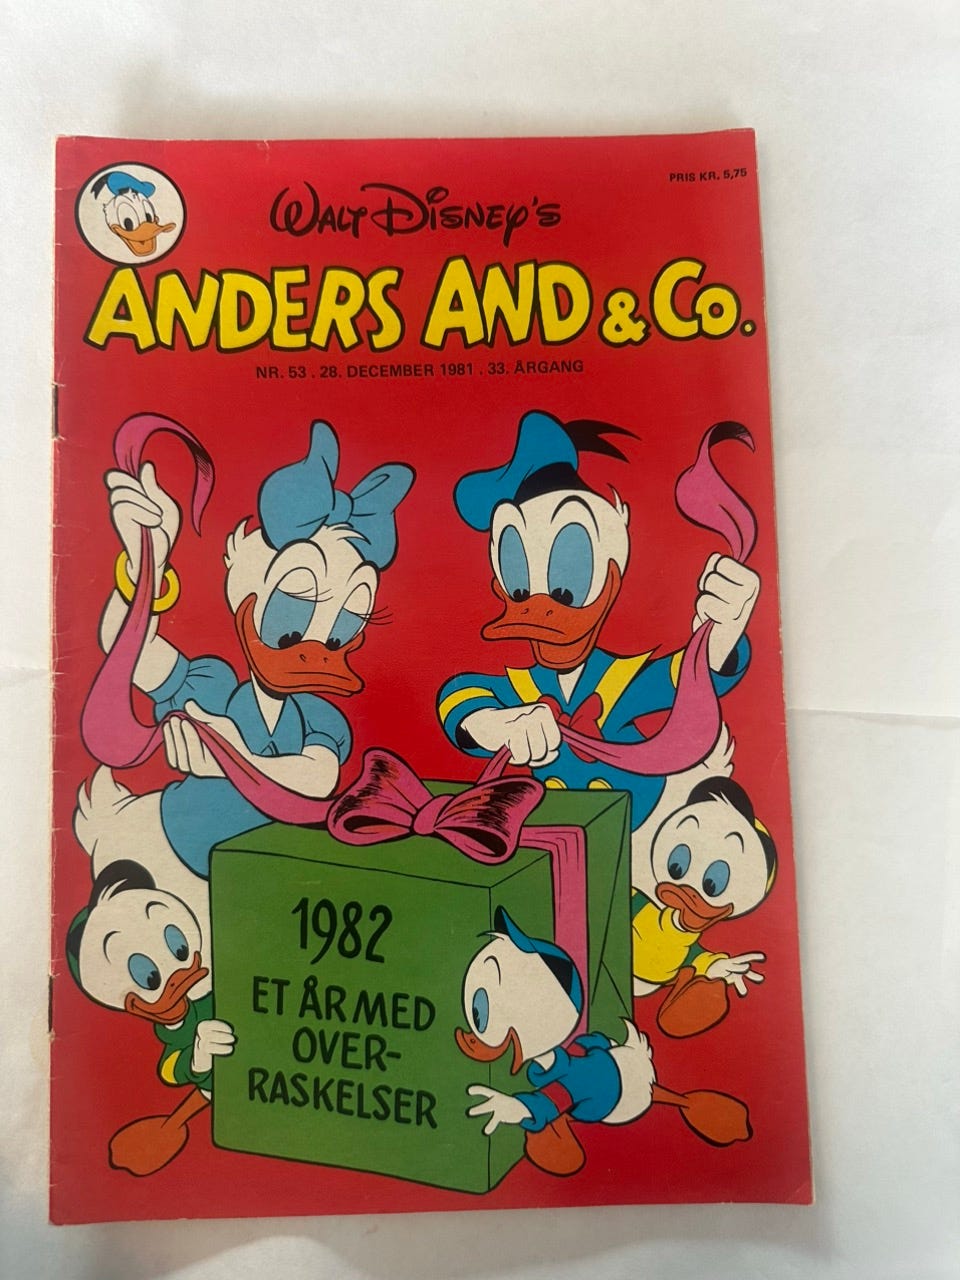 PRIS KR. 5,75
WALT DISNEY'S
ANDERS AND & Co.
NR. 53 . 28. DECEMBER 1981 . 33. ÅRGANG
1982
ET ÅR MED
OVER-
RASKELSER